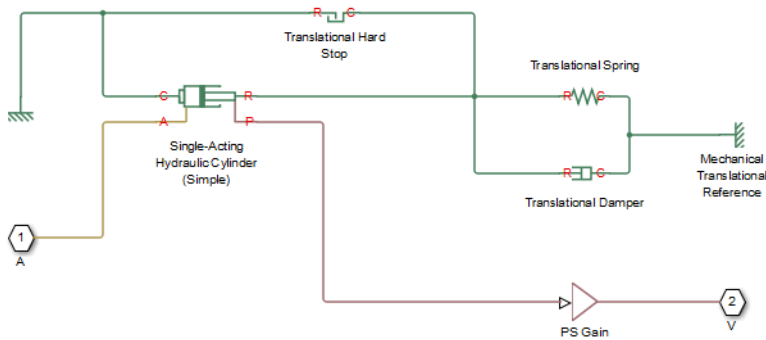 R
C
Translational Hard
Stop
Translational Spring
C
R
R
C
A
P
Single-Acting
Hydraulic Cylinder
(Simple)
Mechanical
Translational
Reference
R
C
Translational Damper
1
A
2
V
PS Gain